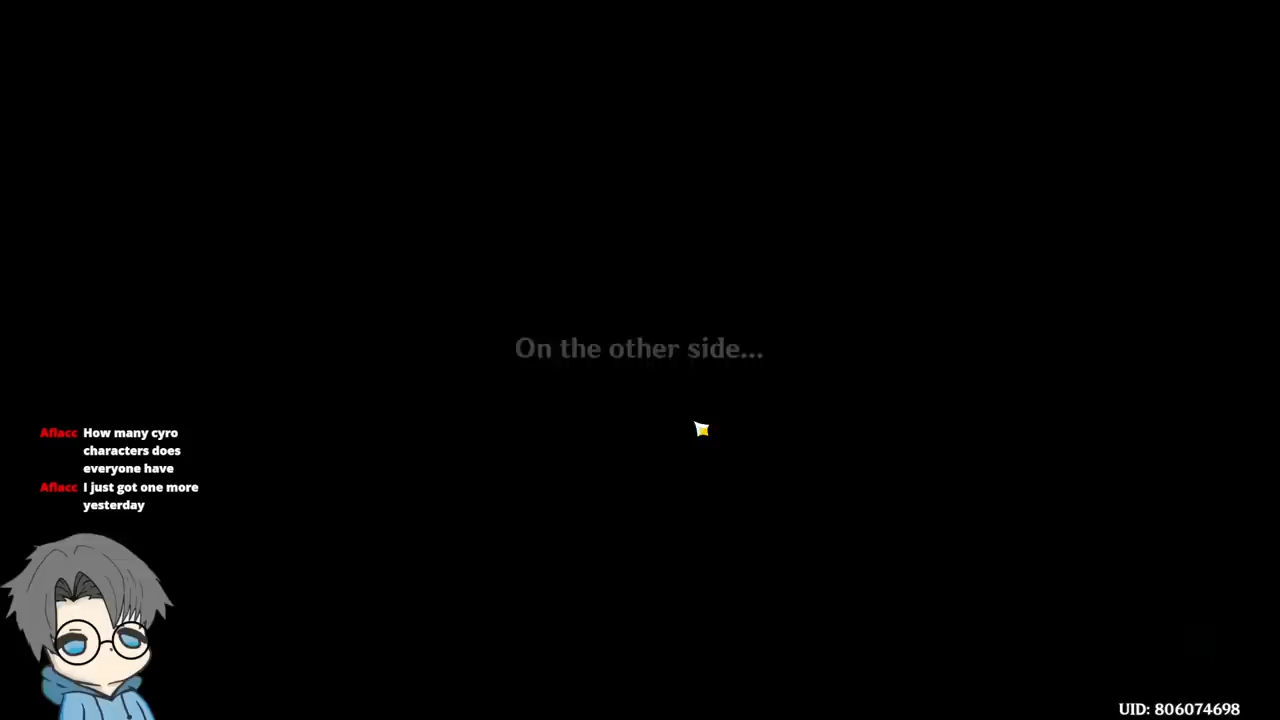 On the other side...
Aflacc How many cyro
characters does
everyone have
Aflacc I just got one more
yesterday
UID: 806074698